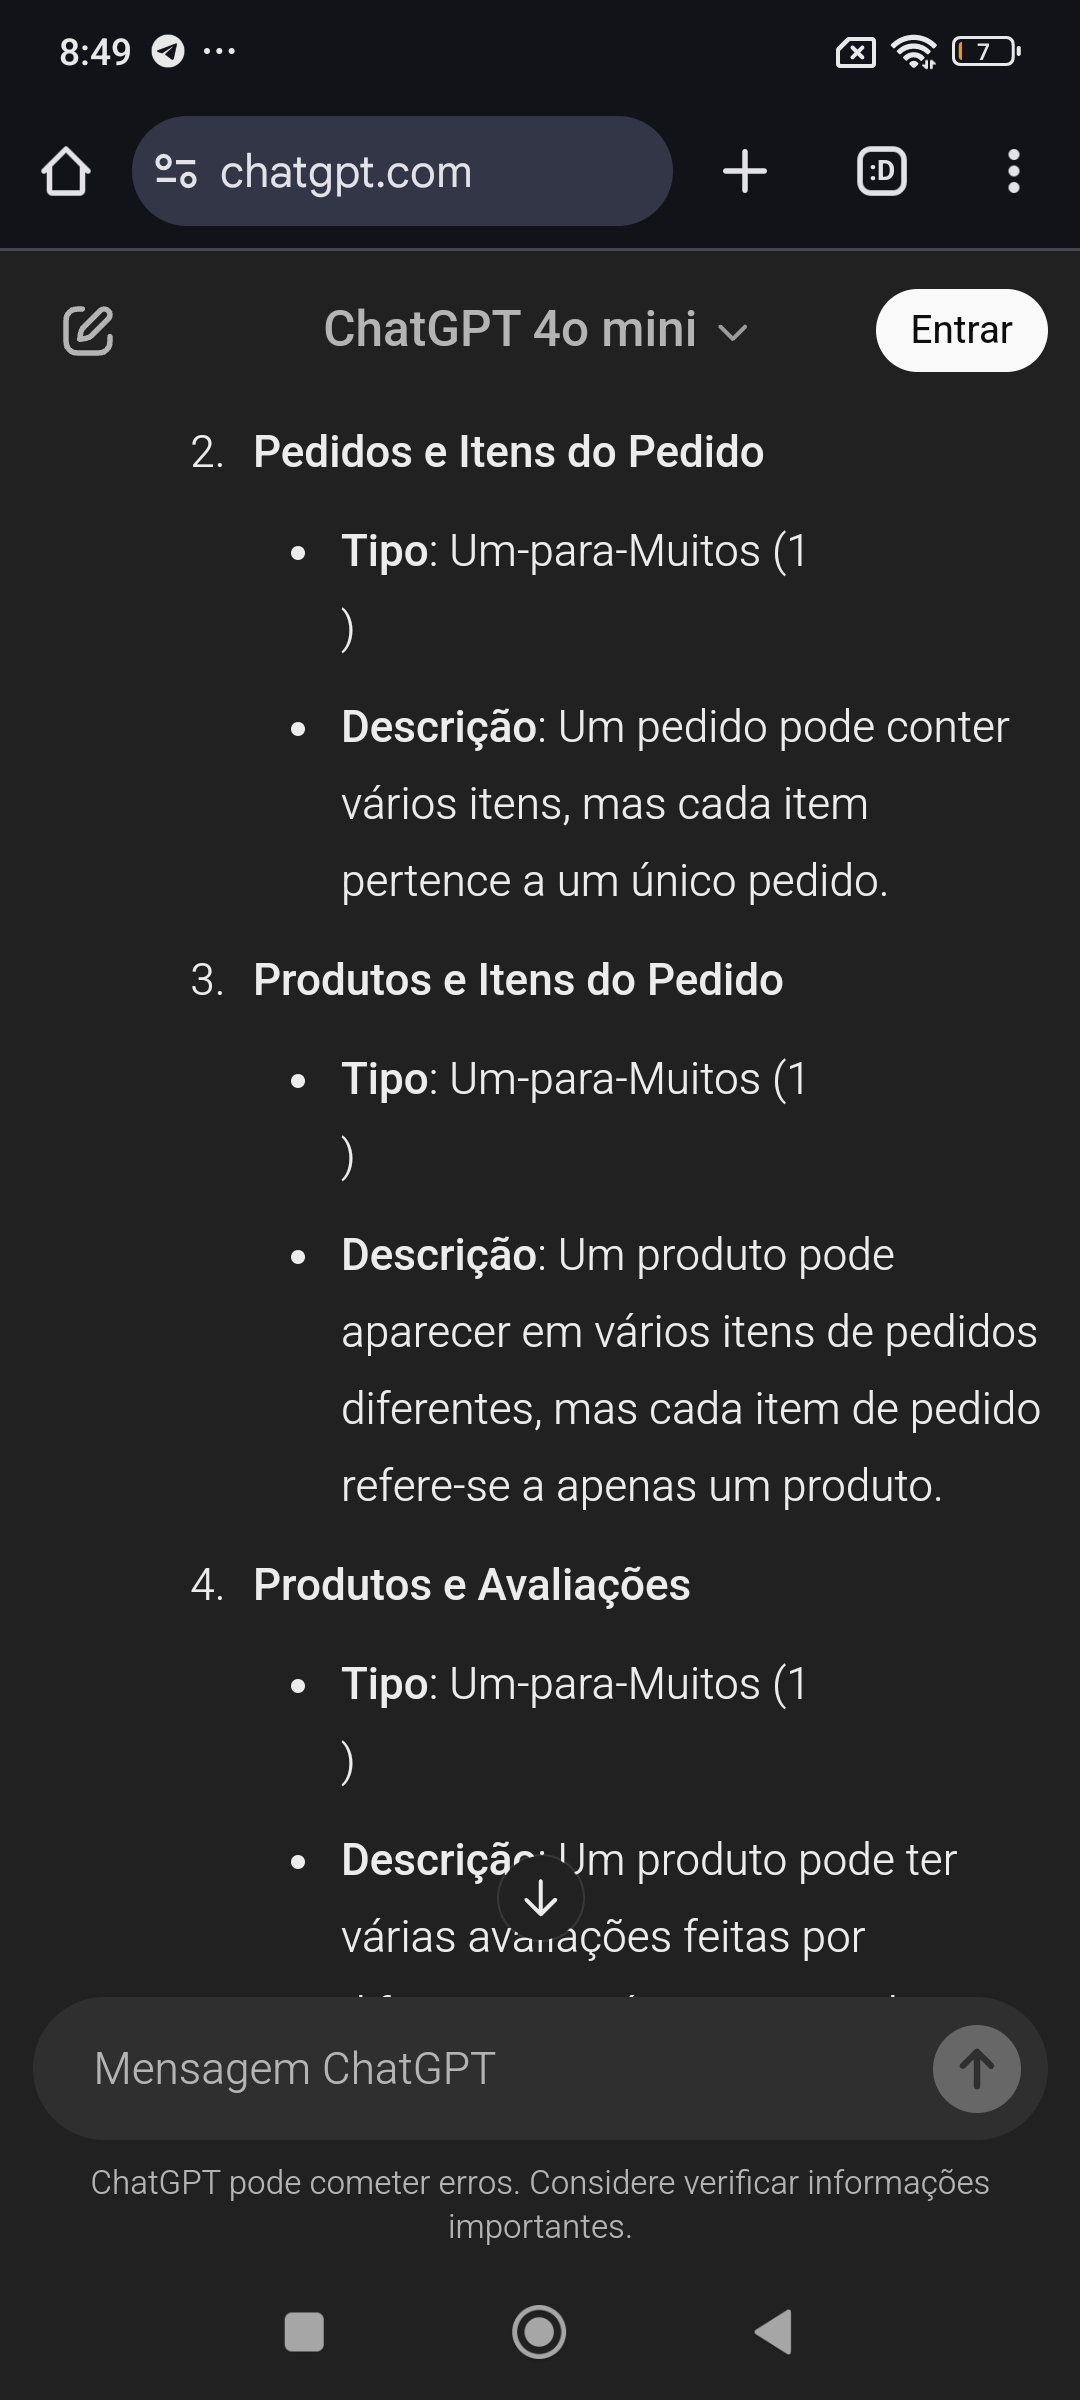 8:49
7
chatgpt.com
:D
ChatGPT 4o mini
Entrar
2. Pedidos e Itens do Pedido
Tipo: Um-para-Muitos (1
)
Descrição: Um pedido pode conter
vários itens, mas cada item
pertence a um único pedido.
3. Produtos e Itens do Pedido
Tipo: Um-para-Muitos (1
)
Descrição: Um produto pode
aparecer em vários itens de pedidos
diferentes, mas cada item de pedido
refere-se a apenas um produto.
4. Produtos e Avaliações
Tipo: Um-para-Muitos (1
)
Descrição: Um produto pode ter
várias avaliações feitas por
Mensagem ChatGPT
ChatGPT pode cometer erros. Considere verificar informações
importantes.